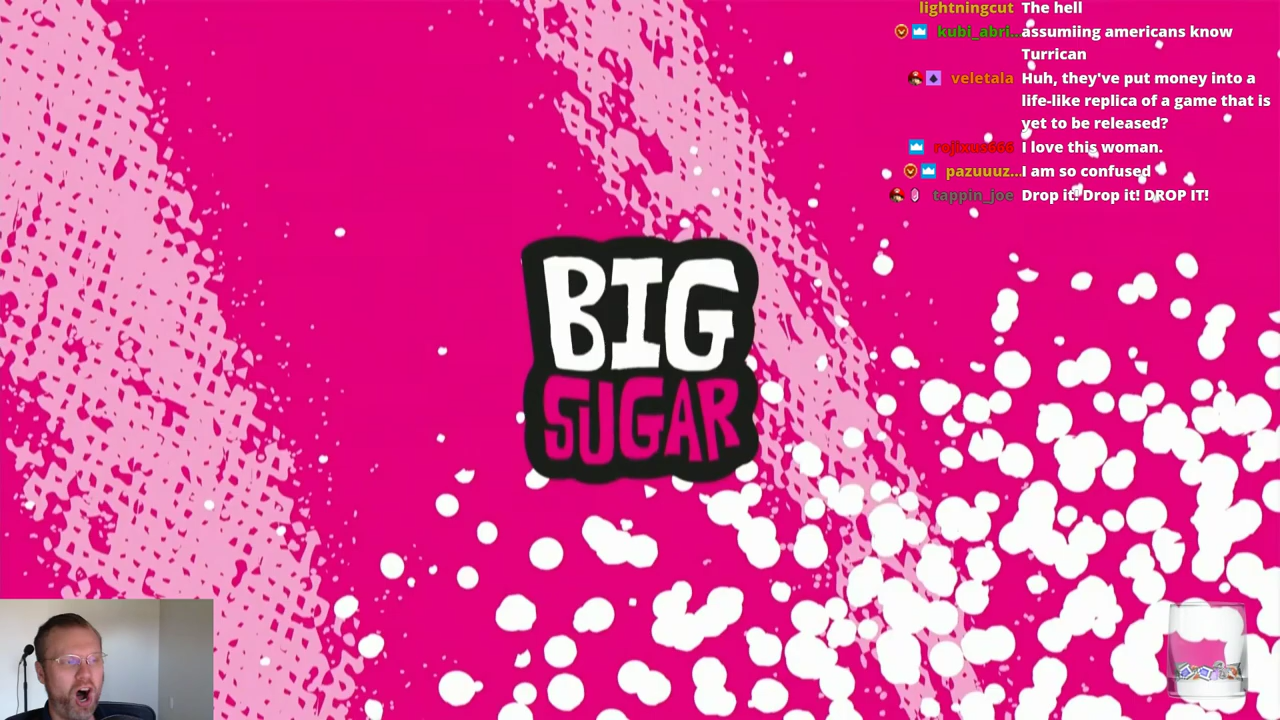 lightningcut The hell
kubi_abri... assumiing americans know
Turrican
veletala Huh, they've put money into a
life-like replica of a game that is
yet to be released?
rojixus666 I love this woman.
pazuuuz... I am so confused
tappin_joe Drop it! Drop it! DROP IT!
BIG
SUGAR